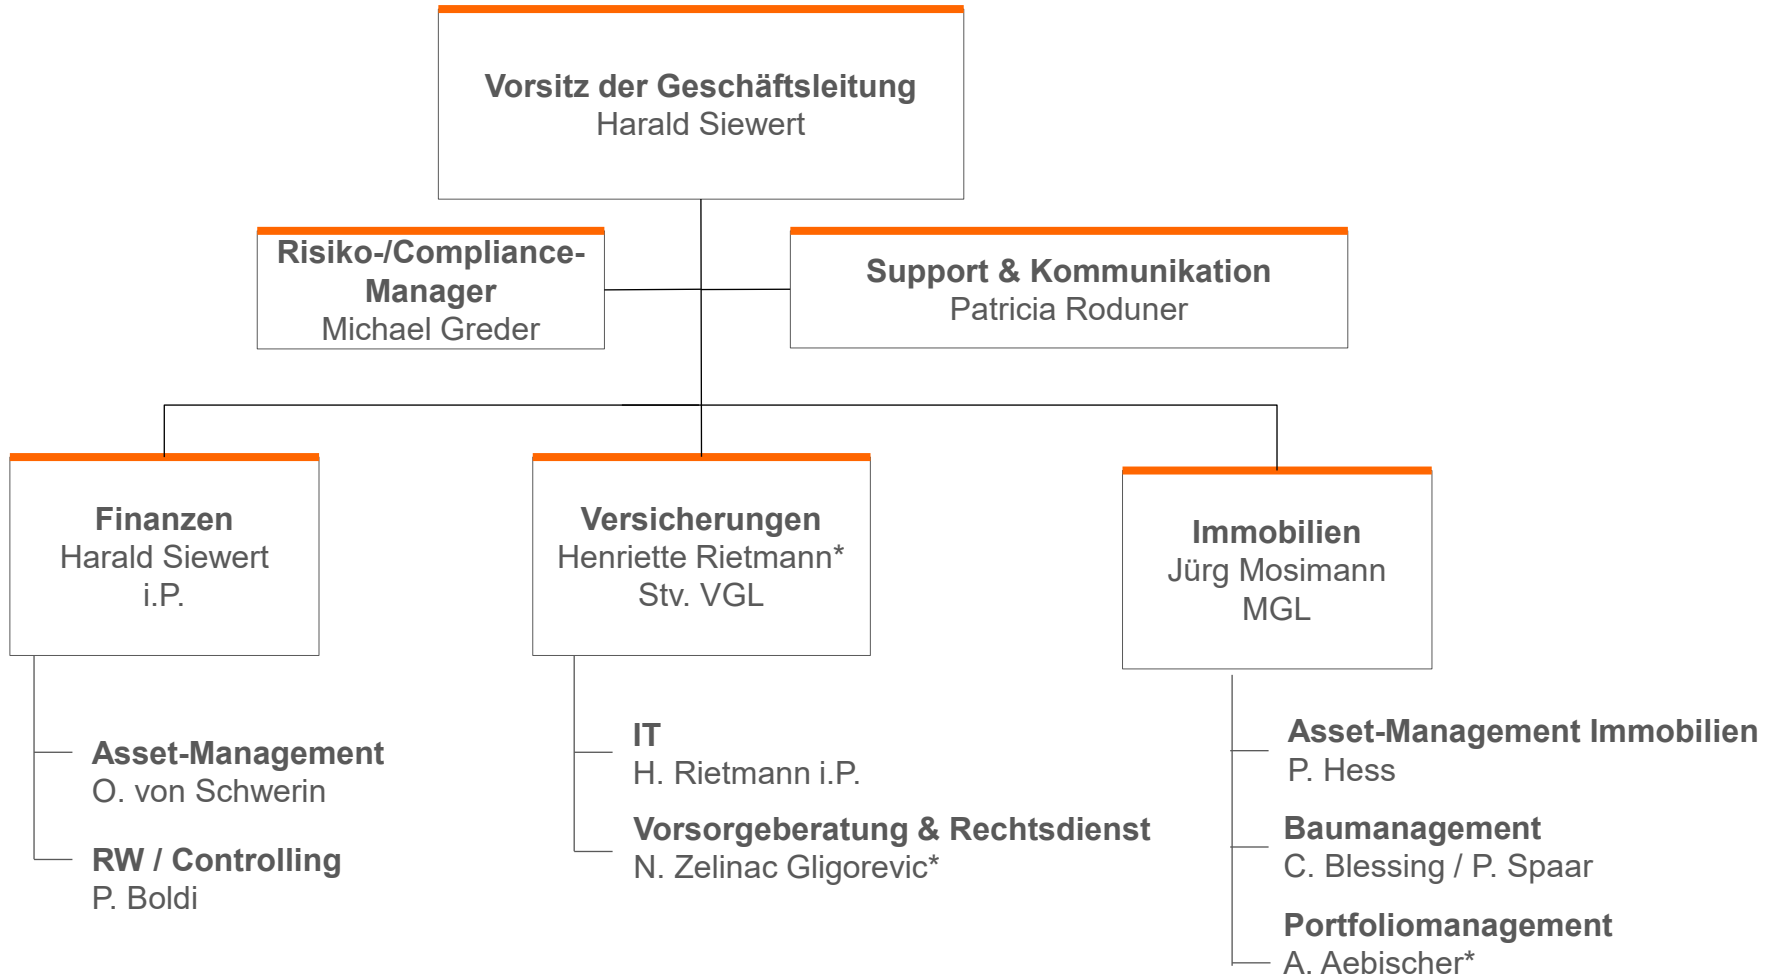 Vorsitz der Geschäftsleitung
Harald Siewert
Risiko-/Compliance-
Manager
Michael Greder
Support & Kommunikation
Patricia Roduner
Finanzen
Harald Siewert
i.P.
Versicherungen
Henriette Rietmann*
Stv. VGL
Immobilien
Jürg Mosimann
MGL
Asset-Management
O. von Schwerin
RW / Controlling
P. Boldi
IT
H. Rietmann i.P.
Vorsorgeberatung & Rechtsdienst
N. Zelinac Gligorevic*
Asset-Management Immobilien
P. Hess
Baumanagement
C. Blessing / P. Spaar
Portfoliomanagement
A. Aebischer*